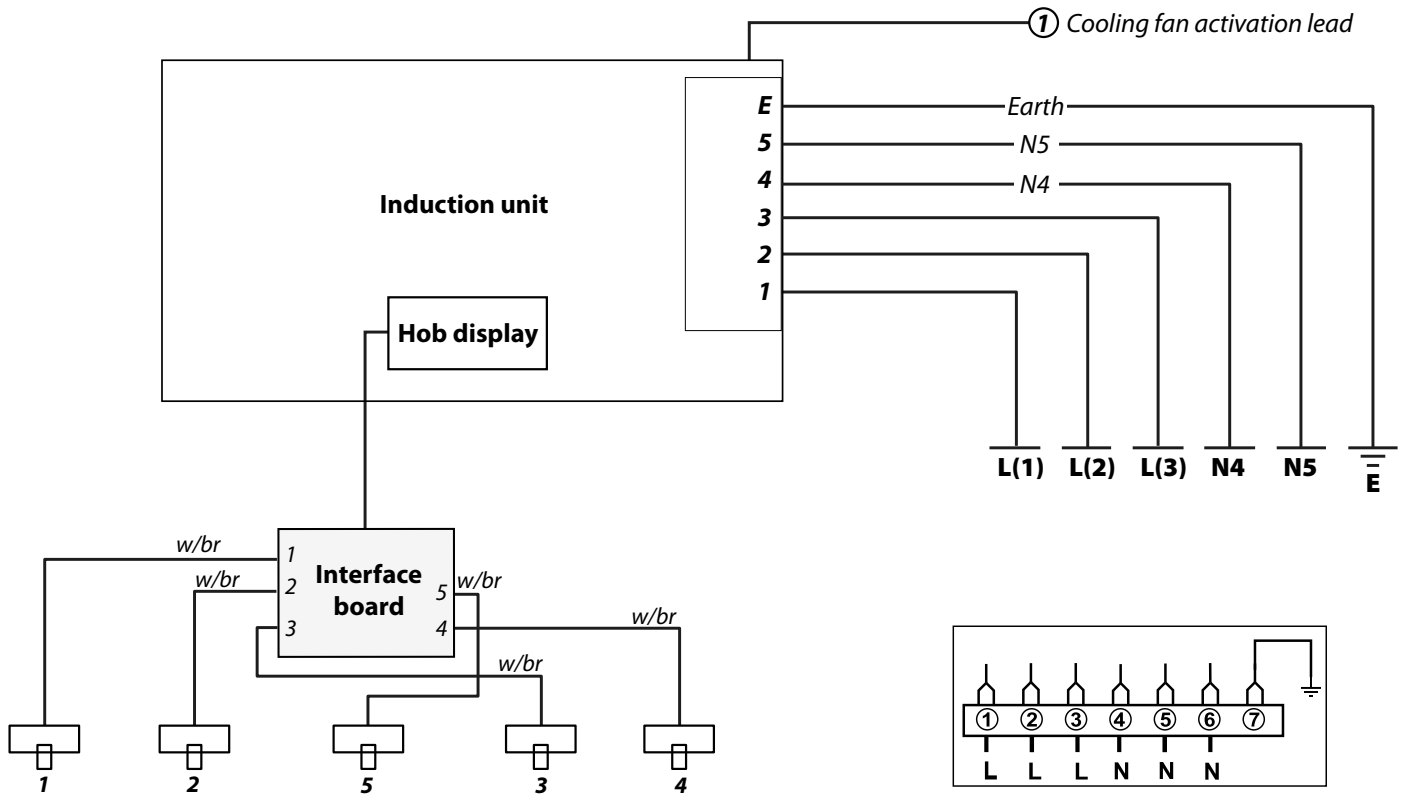 1 Cooling fan activation lead
E
Earth
5
N5
4
N4
Induction unit
3
2
1
Hob display
L(1) L(2) L(3) N4 N5 E
w/br
1
w/br
2
Interface board
5
w/br
3
4
w/br
w/br
1 2 5 3 4
1 2 3 4 5 6 7
L L L N N N